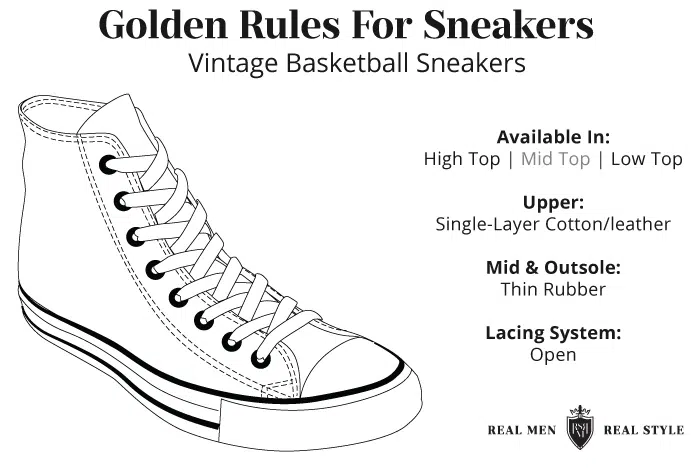 Golden Rules For Sneakers
Vintage Basketball Sneakers
Available In:
High Top | Mid Top | Low Top
Upper:
Single-Layer Cotton/leather
Mid & Outsole:
Thin Rubber
Lacing System:
Open
REAL MEN REAL STYLE